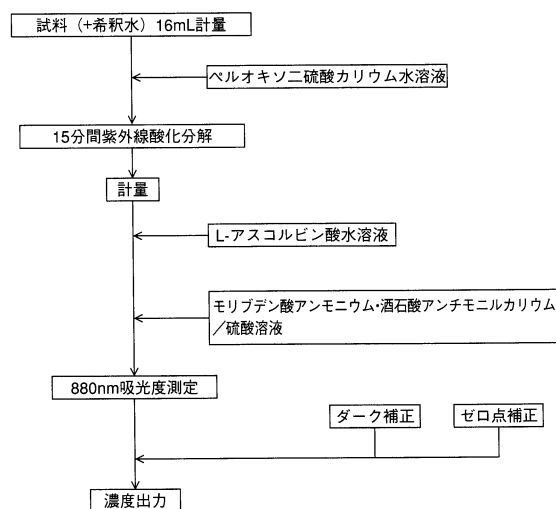 試料（+希釈水）16mL計量
ペルオキソ二硫酸カリウム水溶液
15分間紫外線酸化分解
計量
L-アスコルビン酸水溶液
モリブデン酸アンモニウム・酒石酸アンチモニルカリウム
／硫酸溶液
880nm吸光度測定
ダーク補正
ゼロ点補正
濃度出力